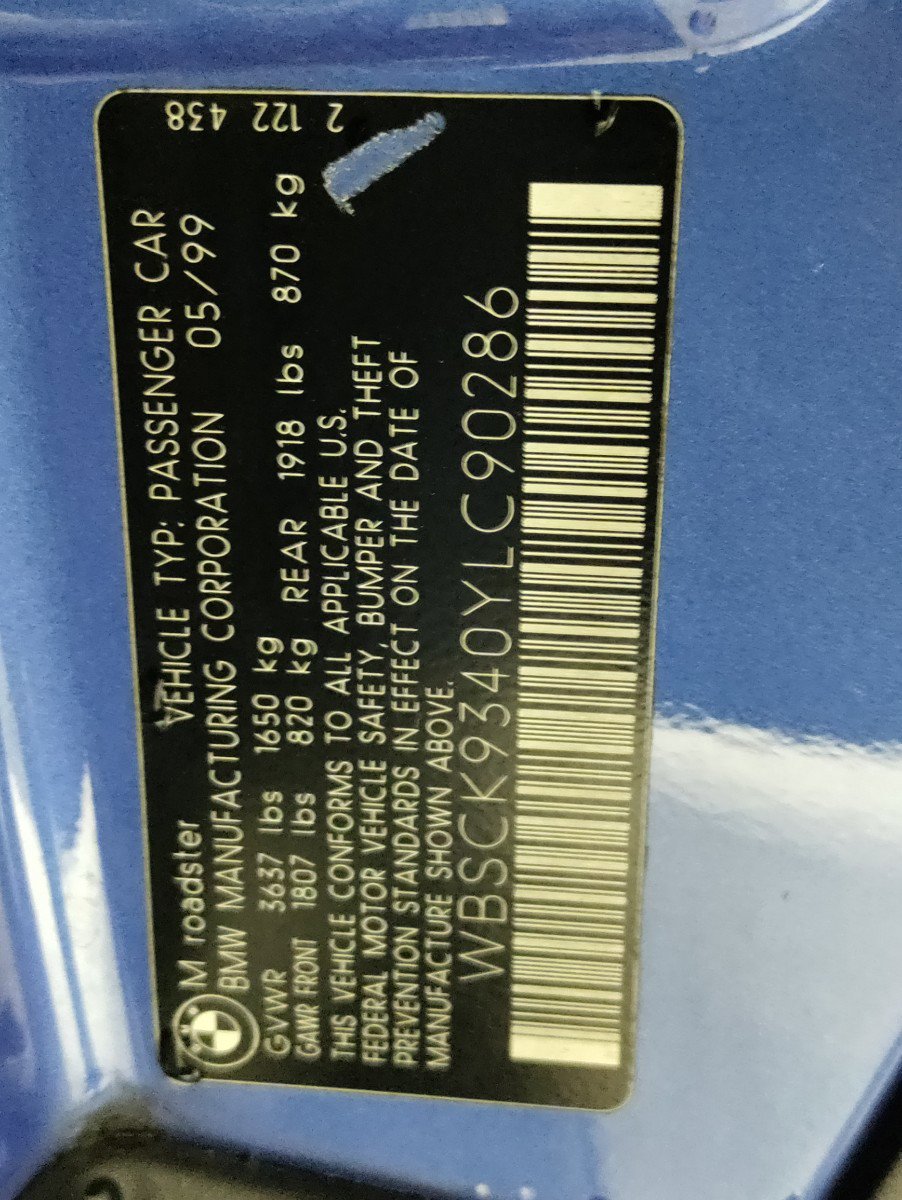 M roadster VEHICLE TYP: PASSENGER CAR
BMW MANUFACTURING CORPORATION 05/99
GVWR 3637 lbs 1650 kg
GAWR FRONT 1807 lbs 820 kg REAR 1918 lbs 870 kg
THIS VEHICLE CONFORMS TO ALL APPLICABLE U.S.
FEDERAL MOTOR VEHICLE SAFETY, BUMPER AND THEFT
PREVENTION STANDARDS IN EFFECT ON THE DATE OF
MANUFACTURE SHOWN ABOVE.
WBSCK9340YLC90286
2 122 438